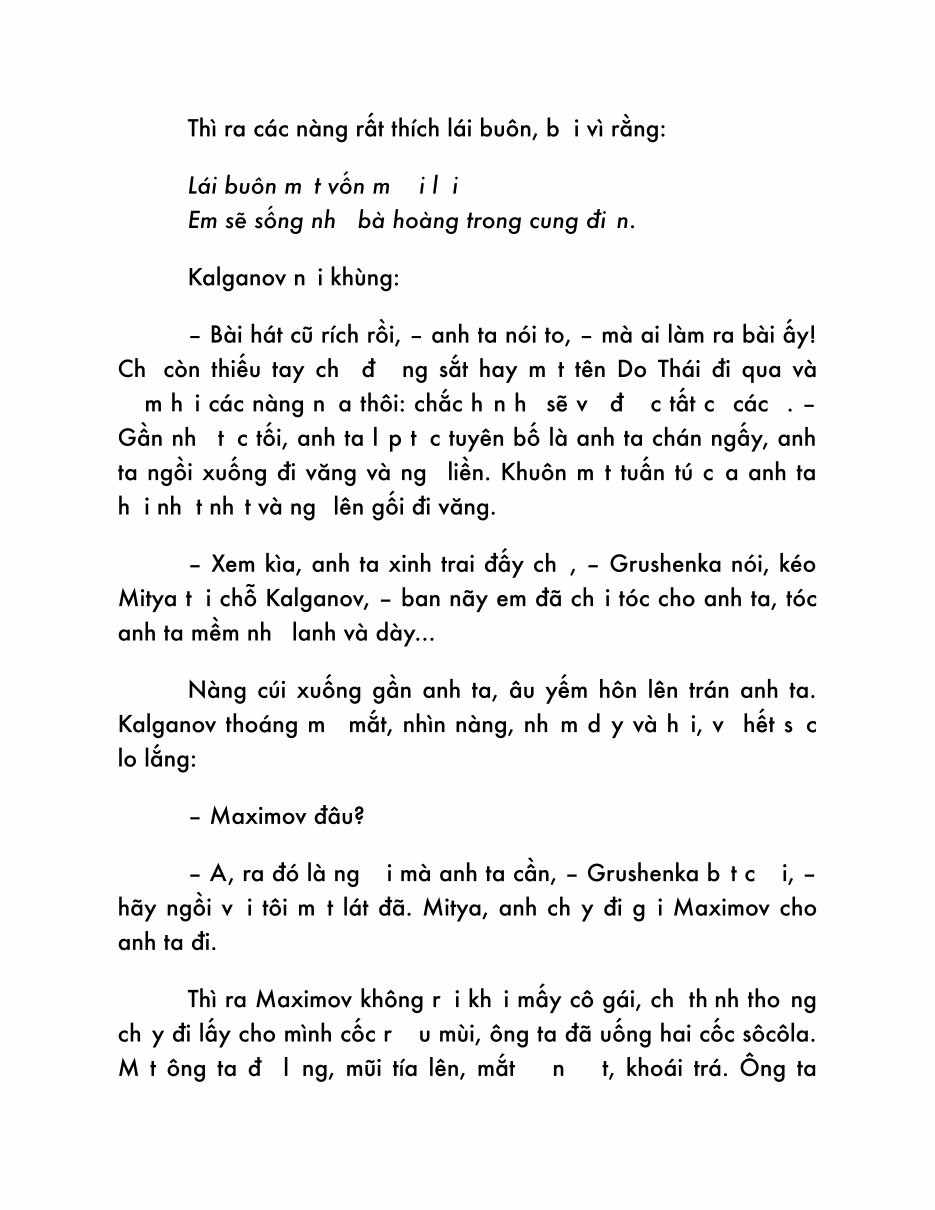 Thì ra các nàng rất thích lái buôn, b i vì rằng:
Lái buôn m t vốn m i l i
Em sẽ sống nh bà hoàng trong cung đi n.
Kalganov n i khùng:
– Bài hát cũ rích rồi, – anh ta nói to, – mà ai làm ra bài ấy!
Ch còn thiếu tay ch đ ng sắt hay m t tên Do Thái đi qua và
m h i các nàng n a thôi: chắc h n h sẽ v đ c tất c các . –
Gần nh t c tối, anh ta l p t c tuyên bố là anh ta chán ngấy, anh
ta ngồi xuống đi văng và ng liền. Khuôn m t tuấn tú c a anh ta
h i nh t nh t và ng lên gối đi văng.
– Xem kìa, anh ta xinh trai đấy ch , – Grushenka nói, kéo
Mitya t i chỗ Kalganov, – ban nãy em đã ch i tóc cho anh ta, tóc
anh ta mềm nh lanh và dày...
Nàng cúi xuống gần anh ta, âu yếm hôn lên trán anh ta.
Kalganov thoáng m mắt, nhìn nàng, nh m d y và h i, v hết s c
lo lắng:
– Maximov đâu?
– A, ra đó là ng i mà anh ta cần, – Grushenka b t c i, –
hãy ngồi v i tôi m t lát đã. Mitya, anh ch y đi g i Maximov cho
anh ta đi.
Thì ra Maximov không r i kh i mấy cô gái, ch th nh tho ng
ch y đi lấy cho mình cốc r u mùi, ông ta đã uống hai cốc sôcôla.
M t ông ta đ l ng, mũi tía lên, mắt n t, khoái trá. Ông ta